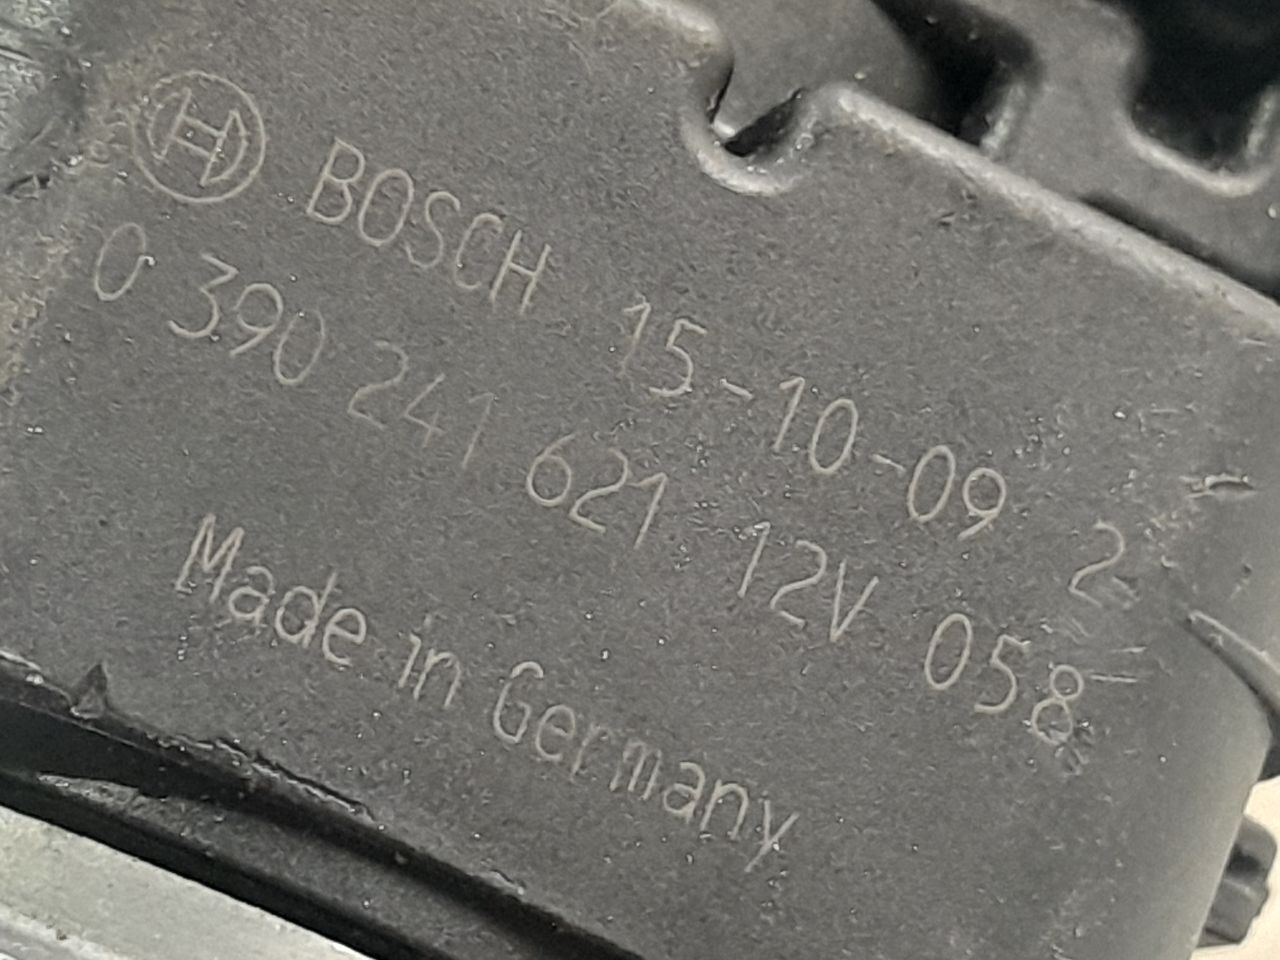 BOSCH 15-10-09 2
0 390 241 621 12V 058
Made in Germany